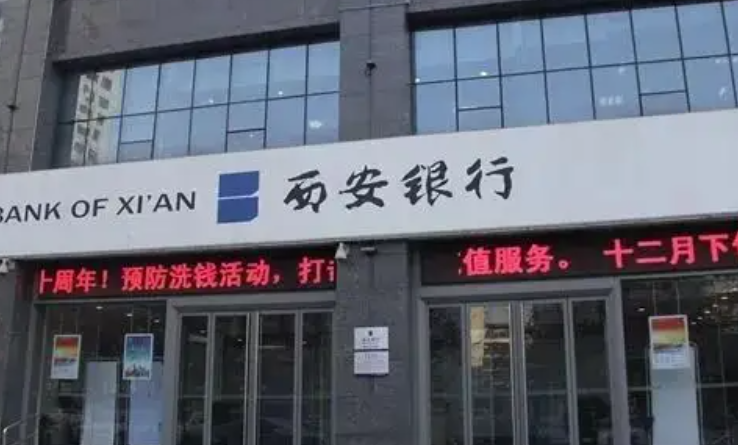 BANK OF XI'AN 西安银行
十周年！预防洗钱活动，打
值服务。 十二月下